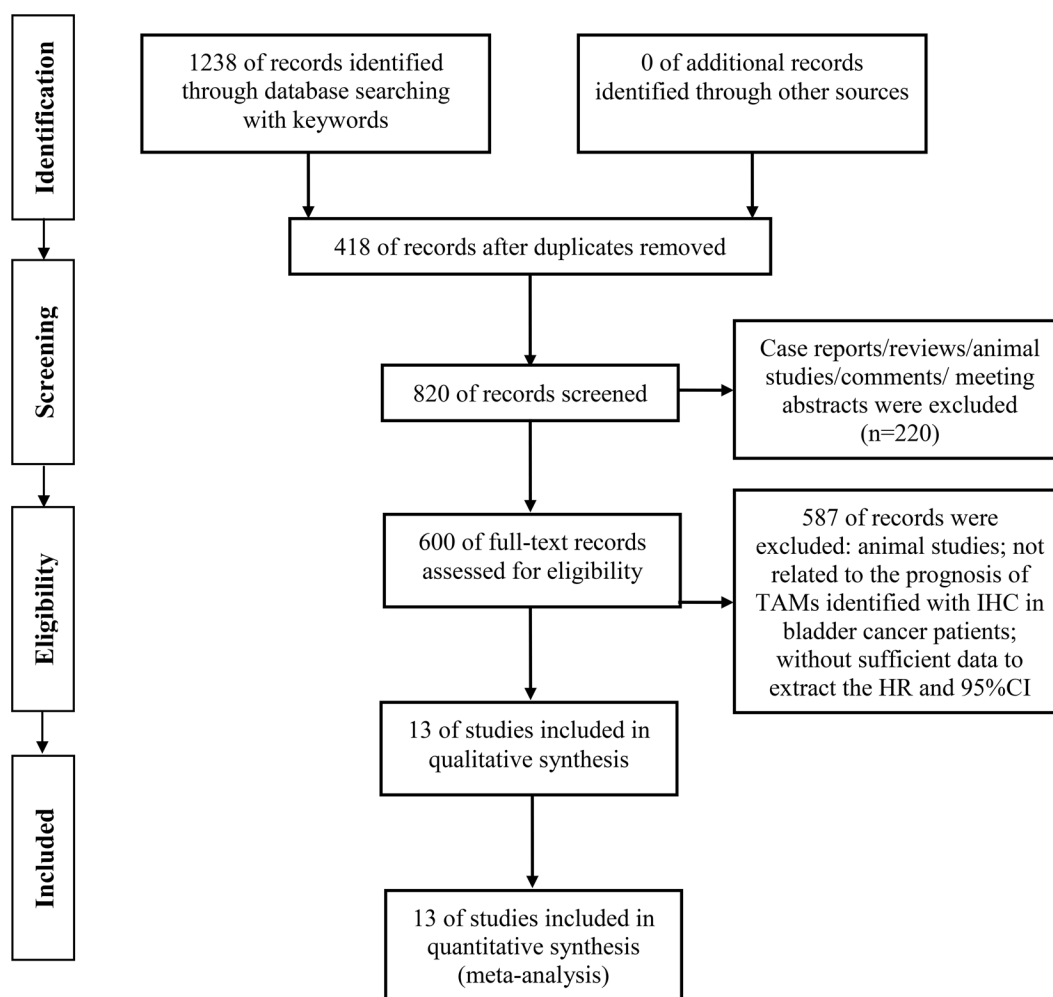 Identification
1238 of records identified
through database searching
with keywords
0 of additional records
identified through other sources
418 of records after duplicates removed
Screening
820 of records screened
Case reports/reviews/animal
studies/comments/ meeting
abstracts were excluded
(n=220)
Eligibility
600 of full-text records
assessed for eligibility
587 of records were
excluded: animal studies; not
related to the prognosis of
TAMs identified with IHC in
bladder cancer patients;
without sufficient data to
extract the HR and 95%CI
13 of studies included in
qualitative synthesis
Included
13 of studies included in
quantitative synthesis
(meta-analysis)